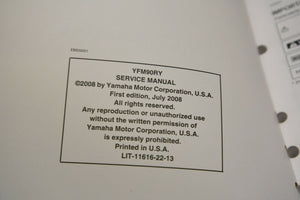 YFM90RY
SERVICE MANUAL
©2008 by Yamaha Motor Corporation, U.S.A.
First edition, July 2008
All rights reserved.
Any reproduction or unauthorized use
without the written permission of
Yamaha Motor Corporation, U.S.A.
is expressly prohibited.
Printed in U.S.A.
LIT-11616-22-13